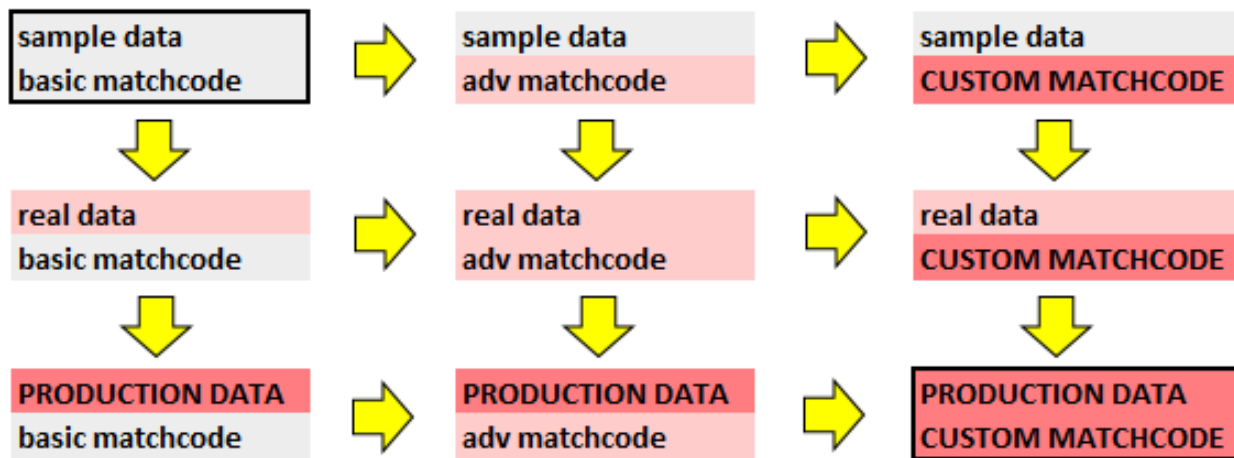 sample data
basic matchcode
sample data
adv matchcode
sample data
CUSTOM MATCHCODE
real data
basic matchcode
real data
adv matchcode
real data
CUSTOM MATCHCODE
PRODUCTION DATA
basic matchcode
PRODUCTION DATA
adv matchcode
PRODUCTION DATA
CUSTOM MATCHCODE